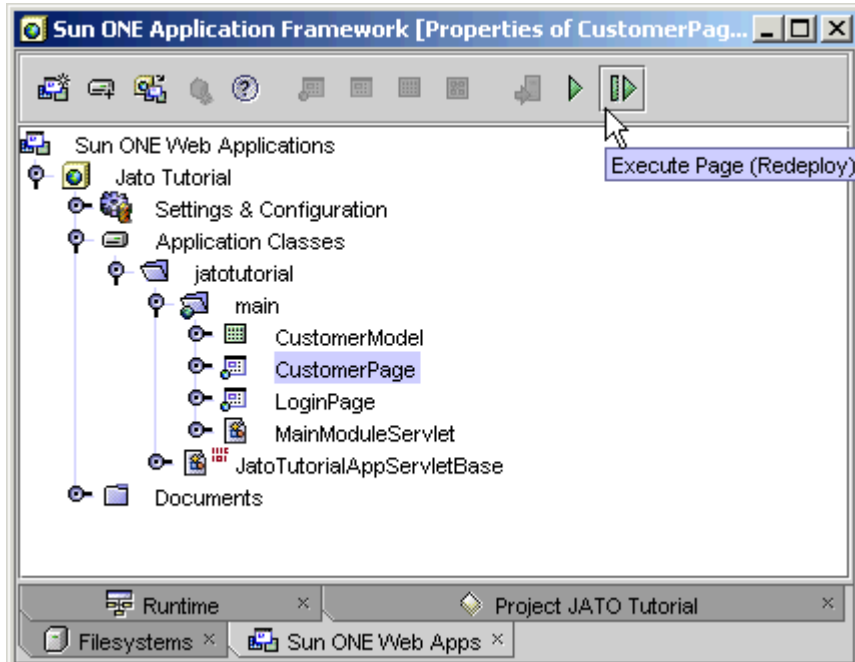 Sun ONE Application Framework [Properties of CustomerPag...
Execute Page (Redeploy)
Sun ONE Web Applications
Jato Tutorial
Settings & Configuration
Application Classes
jatotutorial
main
CustomerModel
CustomerPage
LoginPage
MainModuleServlet
JatoTutorialAppServletBase
Documents
Runtime × Project JATO Tutorial ×
Filesystems × Sun ONE Web Apps ×